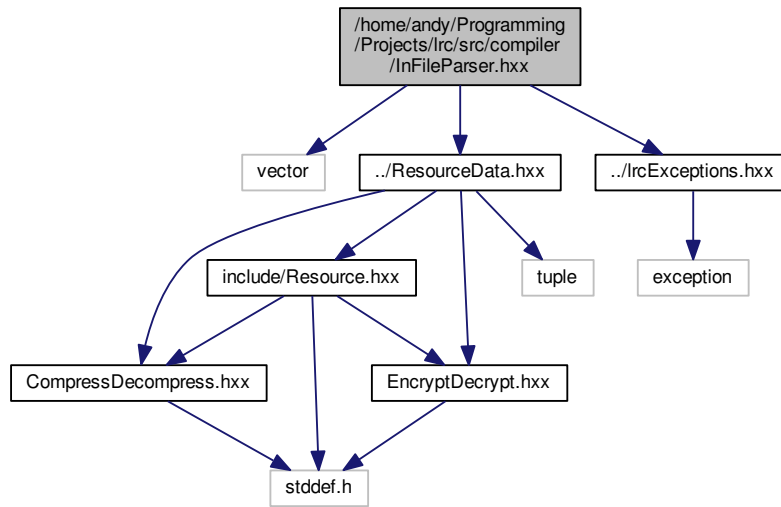 /home/andy/Programming
/Projects/lrc/src/compiler
/InFileParser.hxx
vector
../ResourceData.hxx
../lrcExceptions.hxx
include/Resource.hxx
tuple
exception
CompressDecompress.hxx
EncryptDecrypt.hxx
stddef.h